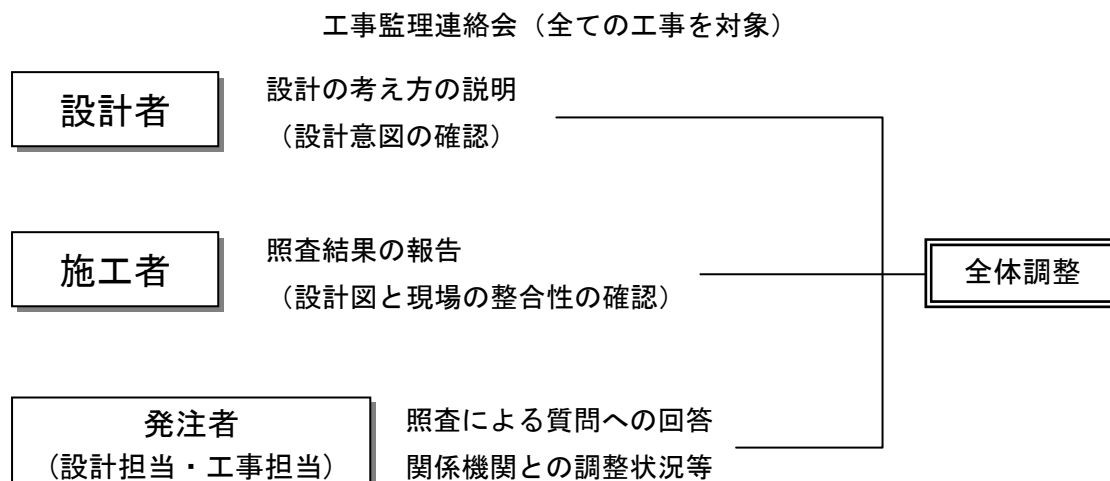 工事監理連絡会（全ての工事を対象）
設計者
設計の考え方の説明
（設計意図の確認）
施工者
照査結果の報告
（設計図と現場の整合性の確認）
全体調整
発注者
（設計担当・工事担当）
照査による質問への回答
関係機関との調整状況等